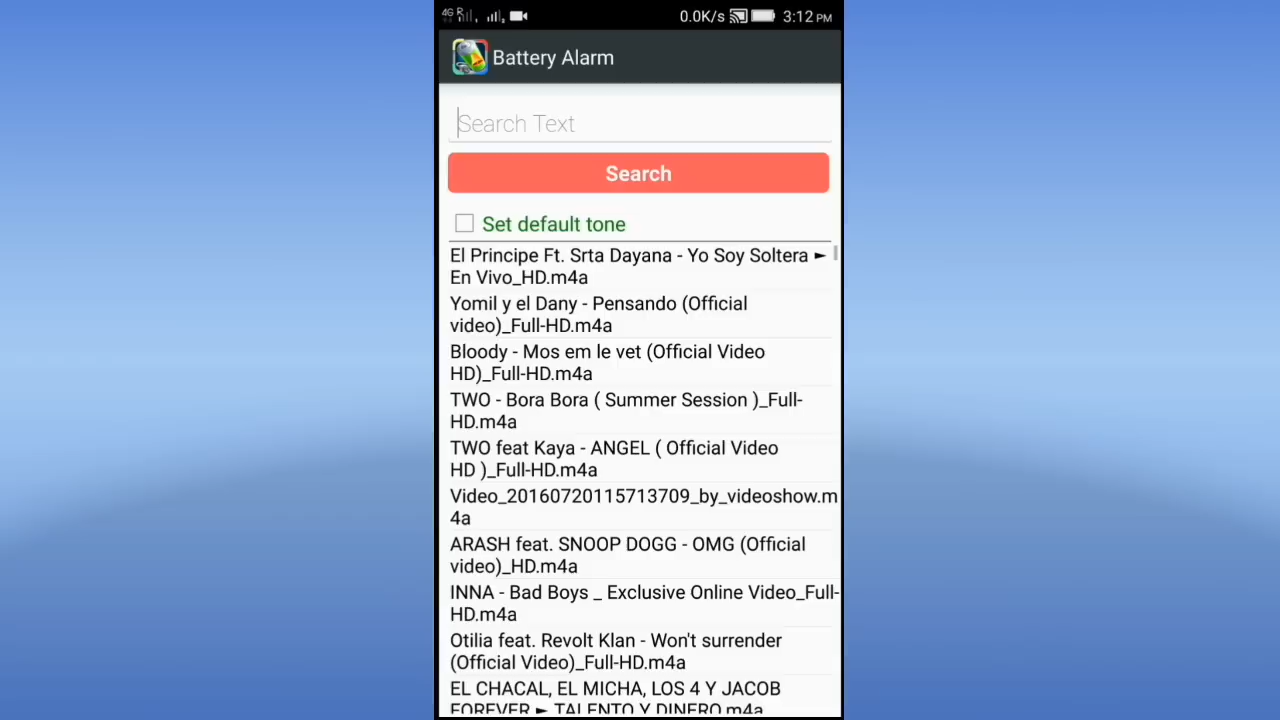 4G R 0.0K/s 3:12 PM
Battery Alarm
Search Text
Search
Set default tone
El Principe Ft. Srta Dayana - Yo Soy Soltera ►
En Vivo_HD.m4a
Yomil y el Dany - Pensando (Official
video)_Full-HD.m4a
Bloody - Mos em le vet (Official Video
HD)_Full-HD.m4a
TWO - Bora Bora ( Summer Session )_Full-
HD.m4a
TWO feat Kaya - ANGEL ( Official Video
HD )_Full-HD.m4a
Video_20160720115713709_by_videoshow.m
4a
ARASH feat. SNOOP DOGG - OMG (Official
video)_HD.m4a
INNA - Bad Boys _ Exclusive Online Video_Full-
HD.m4a
Otilia feat. Revolt Klan - Won't surrender
(Official Video)_Full-HD.m4a
EL CHACAL, EL MICHA, LOS 4 Y JACOB
FOREVER ► TALENTO Y DINERO.m4a